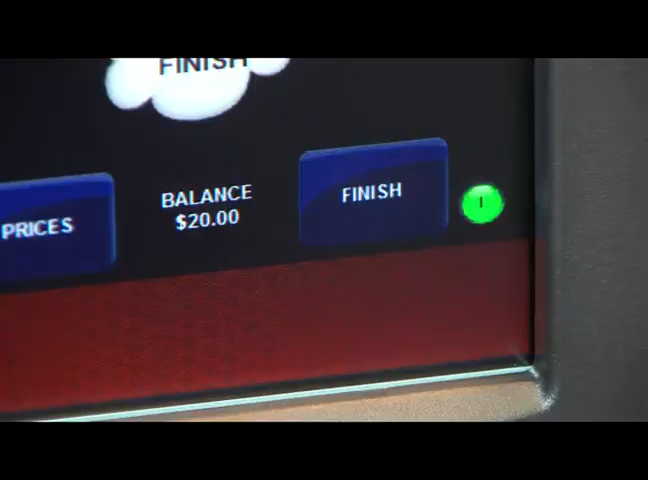 FINISH
PRICES
BALANCE
$20.00
FINISH
I